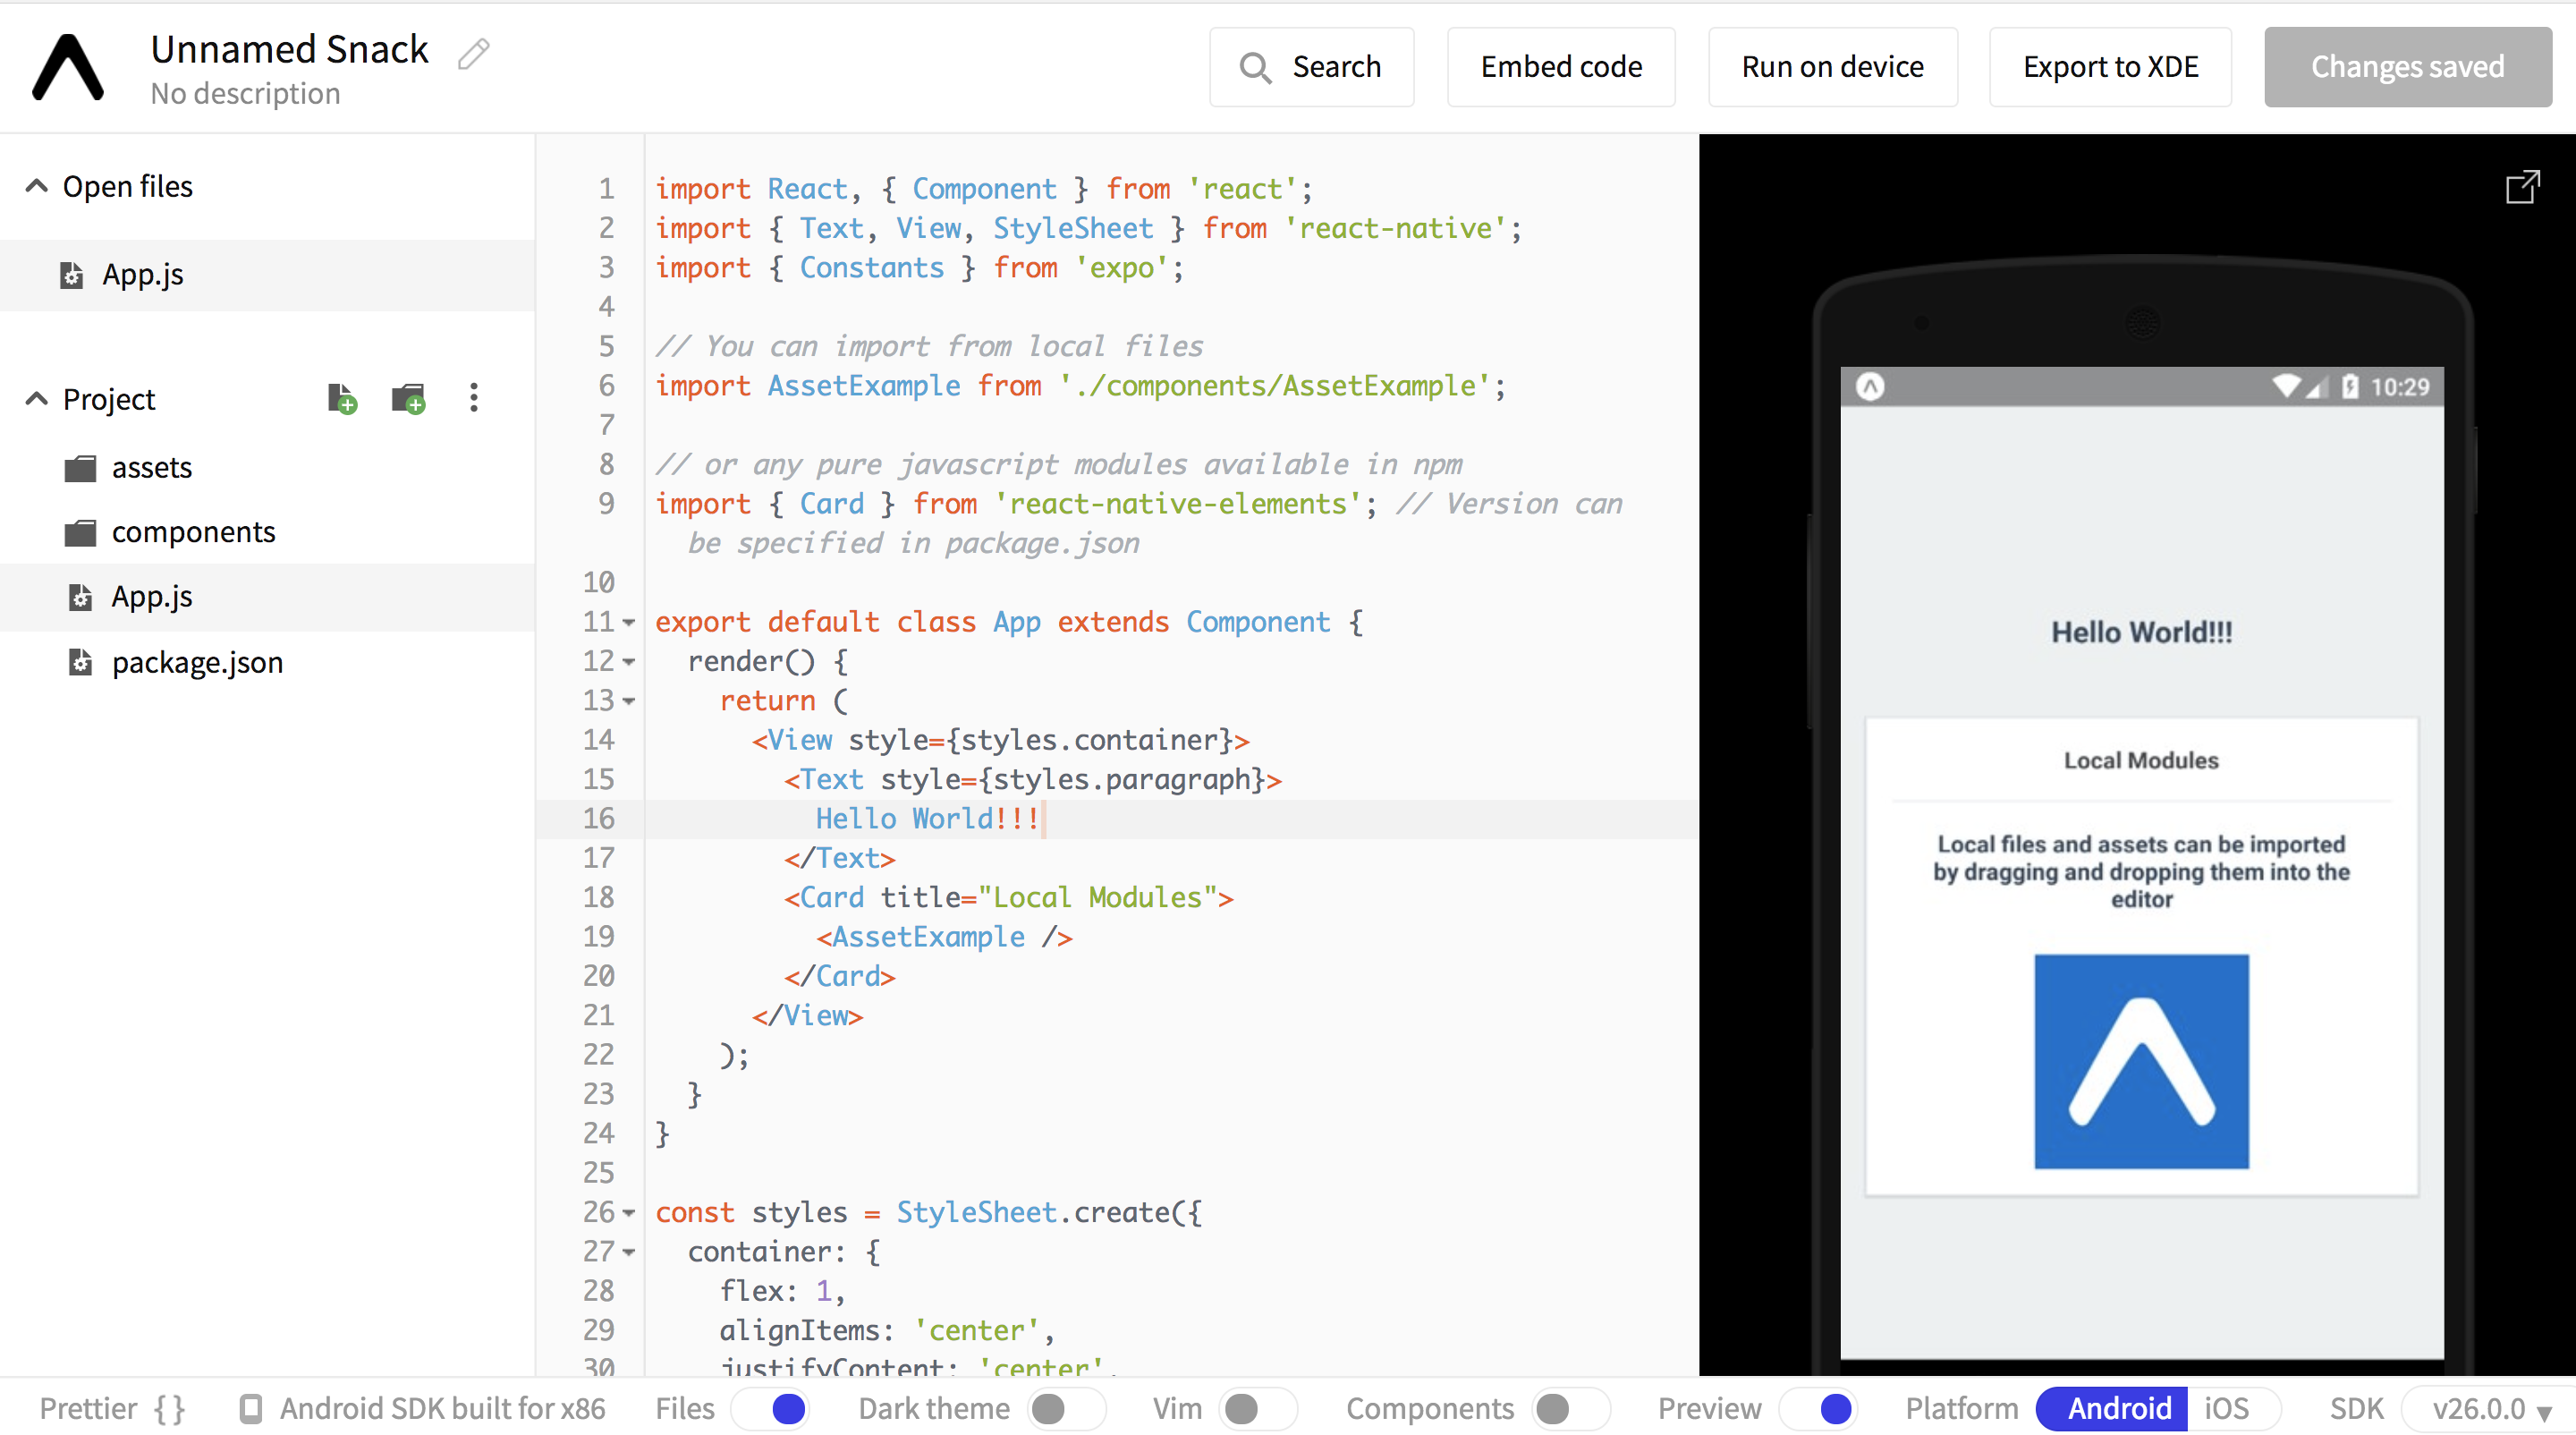 Unnamed Snack
No description
Search
Embed code
Run on device
Export to XDE
Changes saved
Open files
App.js
Project
assets
components
App.js
package.json
1 import React, { Component } from 'react';
2 import { Text, View, StyleSheet } from 'react-native';
3 import { Constants } from 'expo';
4
5 // You can import from local files
6 import AssetExample from './components/AssetExample';
7
8 // or any pure javascript modules available in npm
9 import { Card } from 'react-native-elements'; // Version can
be specified in package.json
10
11 export default class App extends Component {
12 render() {
13 return (
14 <View style={styles.container}>
15 <Text style={styles.paragraph}>
16 Hello World!!!
17 </Text>
18 <Card title="Local Modules">
19 <AssetExample />
20 </Card>
21 </View>
22 );
23 }
24 }
25
26 const styles = StyleSheet.create({
27 container: {
28 flex: 1,
29 alignItems: 'center',
30 justifyContent: 'center',
10:29
Hello World!!!
Local Modules
Local files and assets can be imported
by dragging and dropping them into the
editor
Prettier { }
Android SDK built for x86
Files
Dark theme
Vim
Components
Preview
Platform
Android
iOS
SDK
v26.0.0